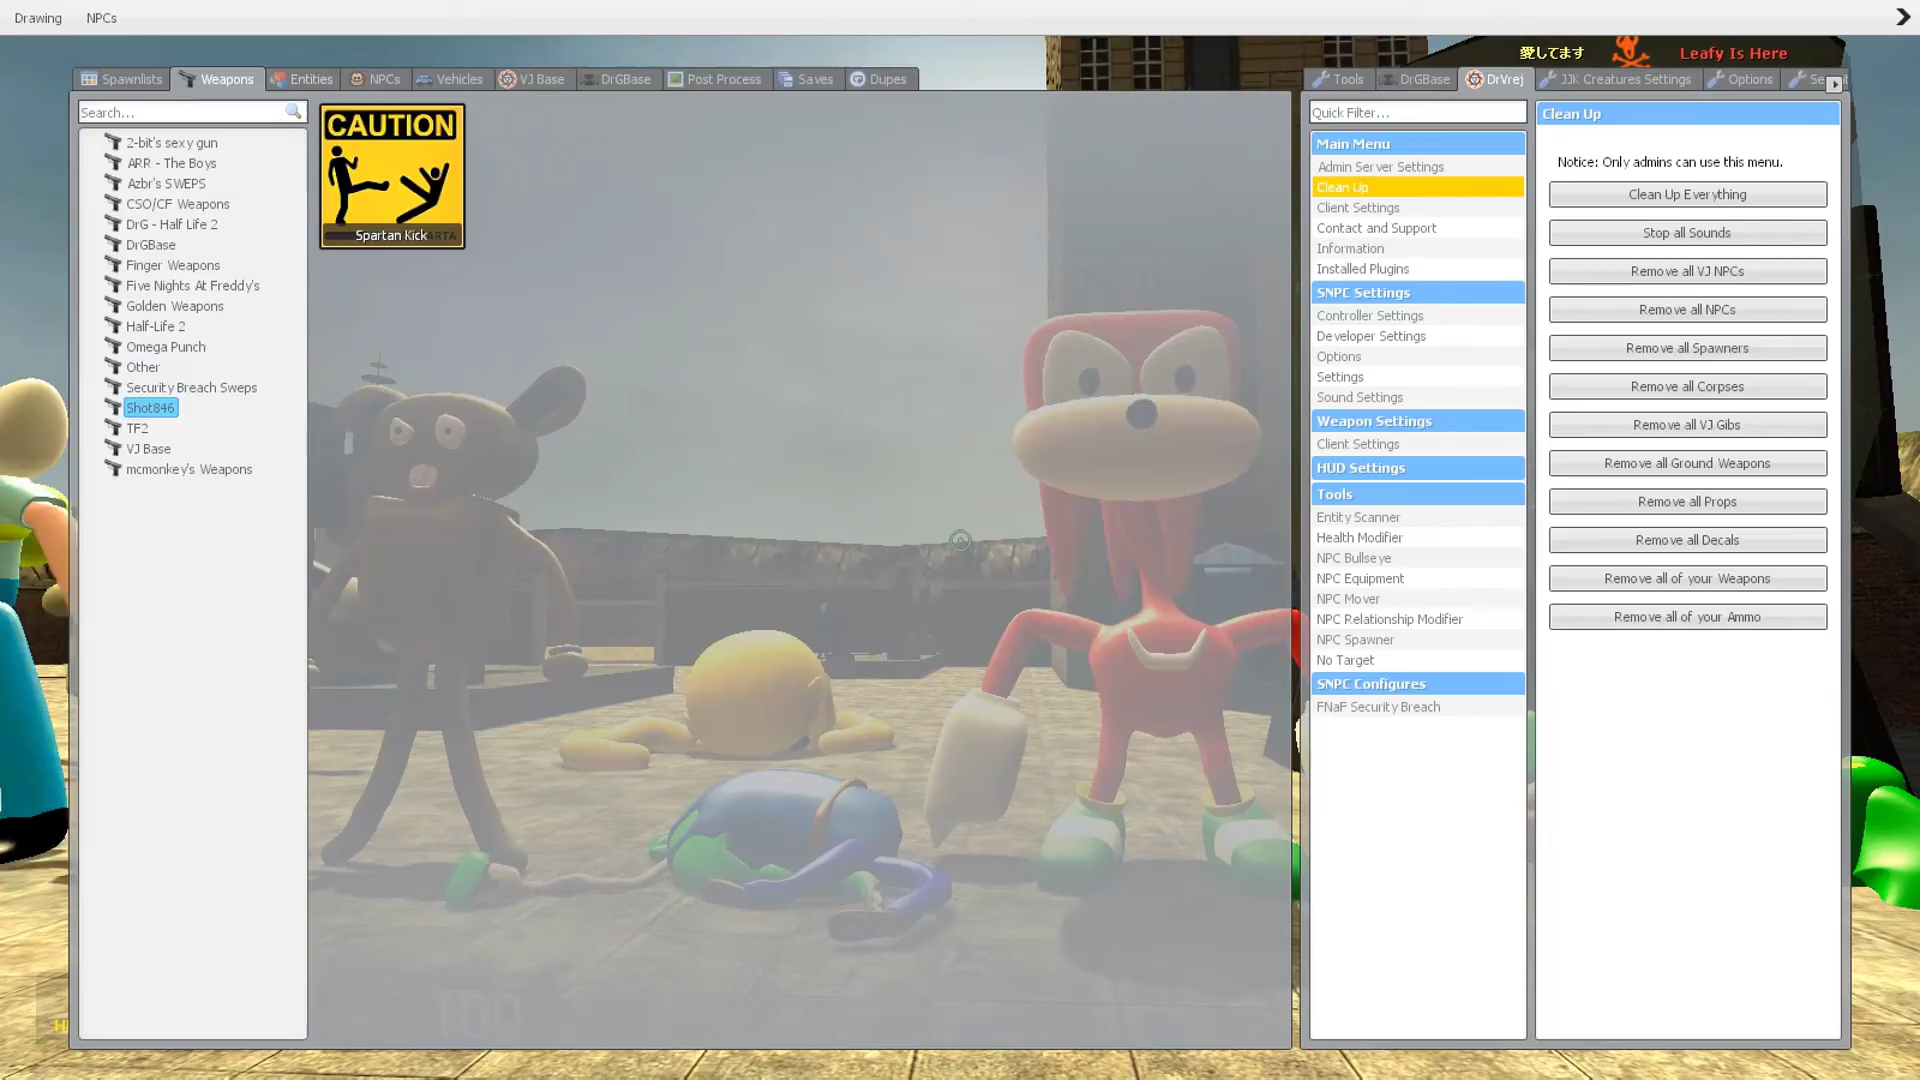 Drawing NPCs
愛してます Leafy Is Here
Spawnlists Weapons Entities NPCs Vehicles VJ Base DrGBase Post Process Saves Dupes
Tools DrGBase DrVrej JJK Creatures Settings Options Se
Search...
2-bit's sexy gun
ARR - The Boys
Azbr's SWEPS
CSO/CF Weapons
DrG - Half Life 2
DrGBase
Finger Weapons
Five Nights At Freddy's
Golden Weapons
Half-Life 2
Omega Punch
Other
Security Breach Sweps
Shot846
TF2
VJ Base
mcmonkey's Weapons
CAUTION
Spartan Kick
Quick Filter...
Main Menu
Admin Server Settings
Clean Up
Client Settings
Contact and Support
Information
Installed Plugins
SNPC Settings
Controller Settings
Developer Settings
Options
Settings
Sound Settings
Weapon Settings
Client Settings
HUD Settings
Tools
Entity Scanner
Health Modifier
NPC Bullseye
NPC Equipment
NPC Mover
NPC Relationship Modifier
NPC Spawner
No Target
SNPC Configures
FNaF Security Breach
Clean Up
Notice: Only admins can use this menu.
Clean Up Everything
Stop all Sounds
Remove all VJ NPCs
Remove all NPCs
Remove all Spawners
Remove all Corpses
Remove all VJ Gibs
Remove all Ground Weapons
Remove all Props
Remove all Decals
Remove all of your Weapons
Remove all of your Ammo
100